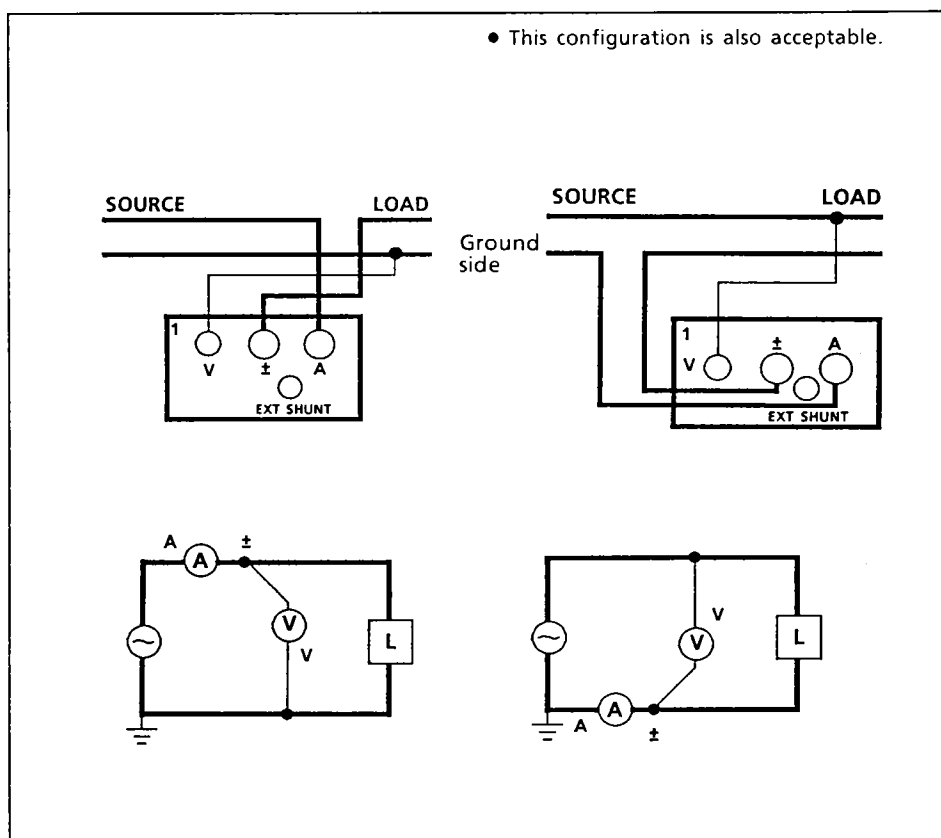 ● This configuration is also acceptable.
SOURCE LOAD
1
V ± A
EXT SHUNT
Ground
side
SOURCE LOAD
1
V ± A
EXT SHUNT
A ±
A
~
V
V
L
~
V
V
L
A
A ±